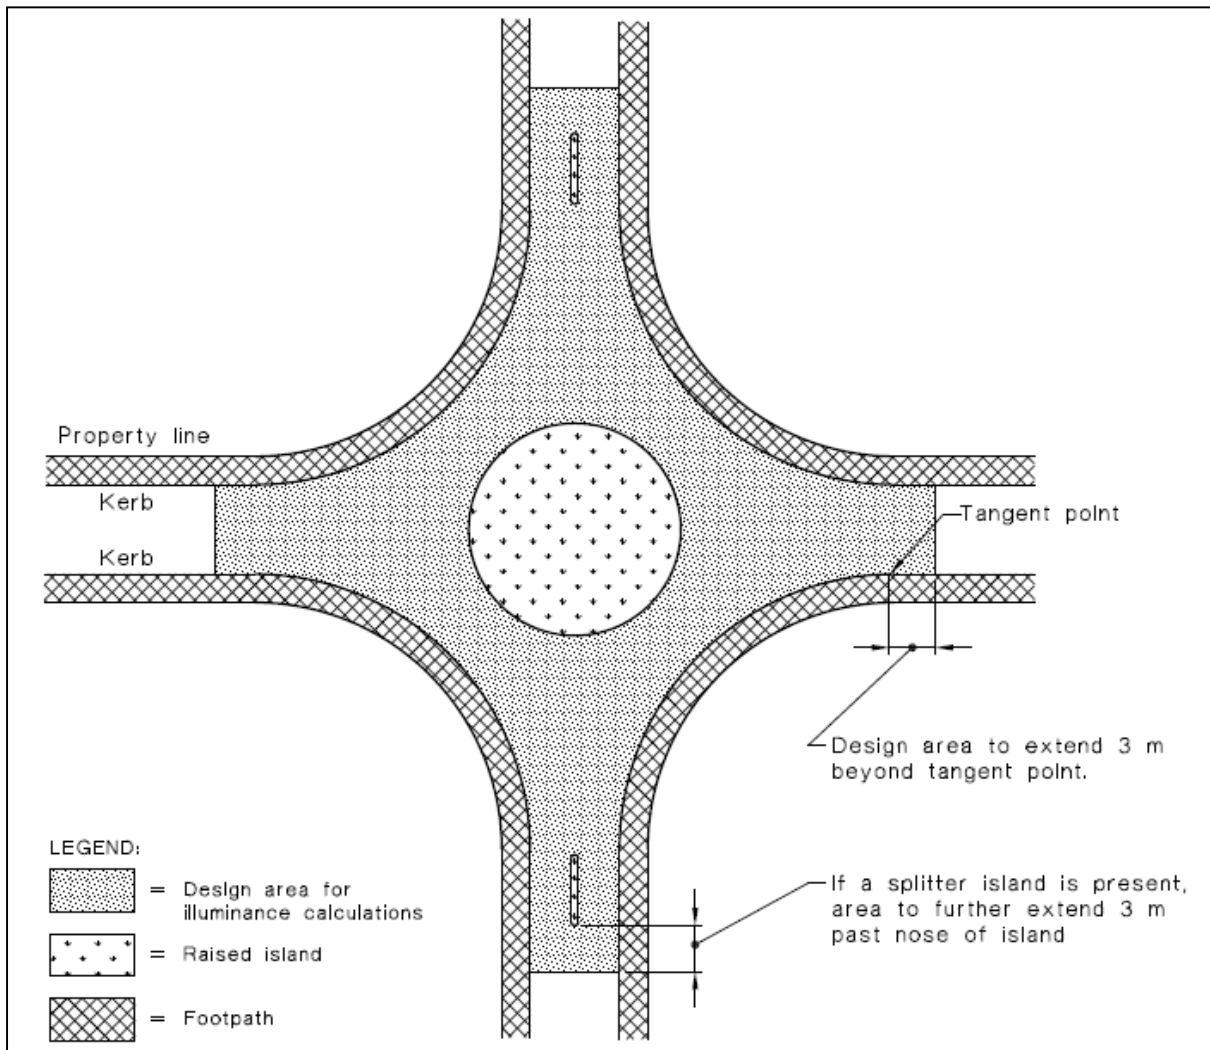 Property line
Kerb
Kerb
Tangent point
Design area to extend 3 m
beyond tangent point.
LEGEND:
= Design area for
illuminance calculations
= Raised island
= Footpath
If a splitter island is present,
area to further extend 3 m
past nose of island